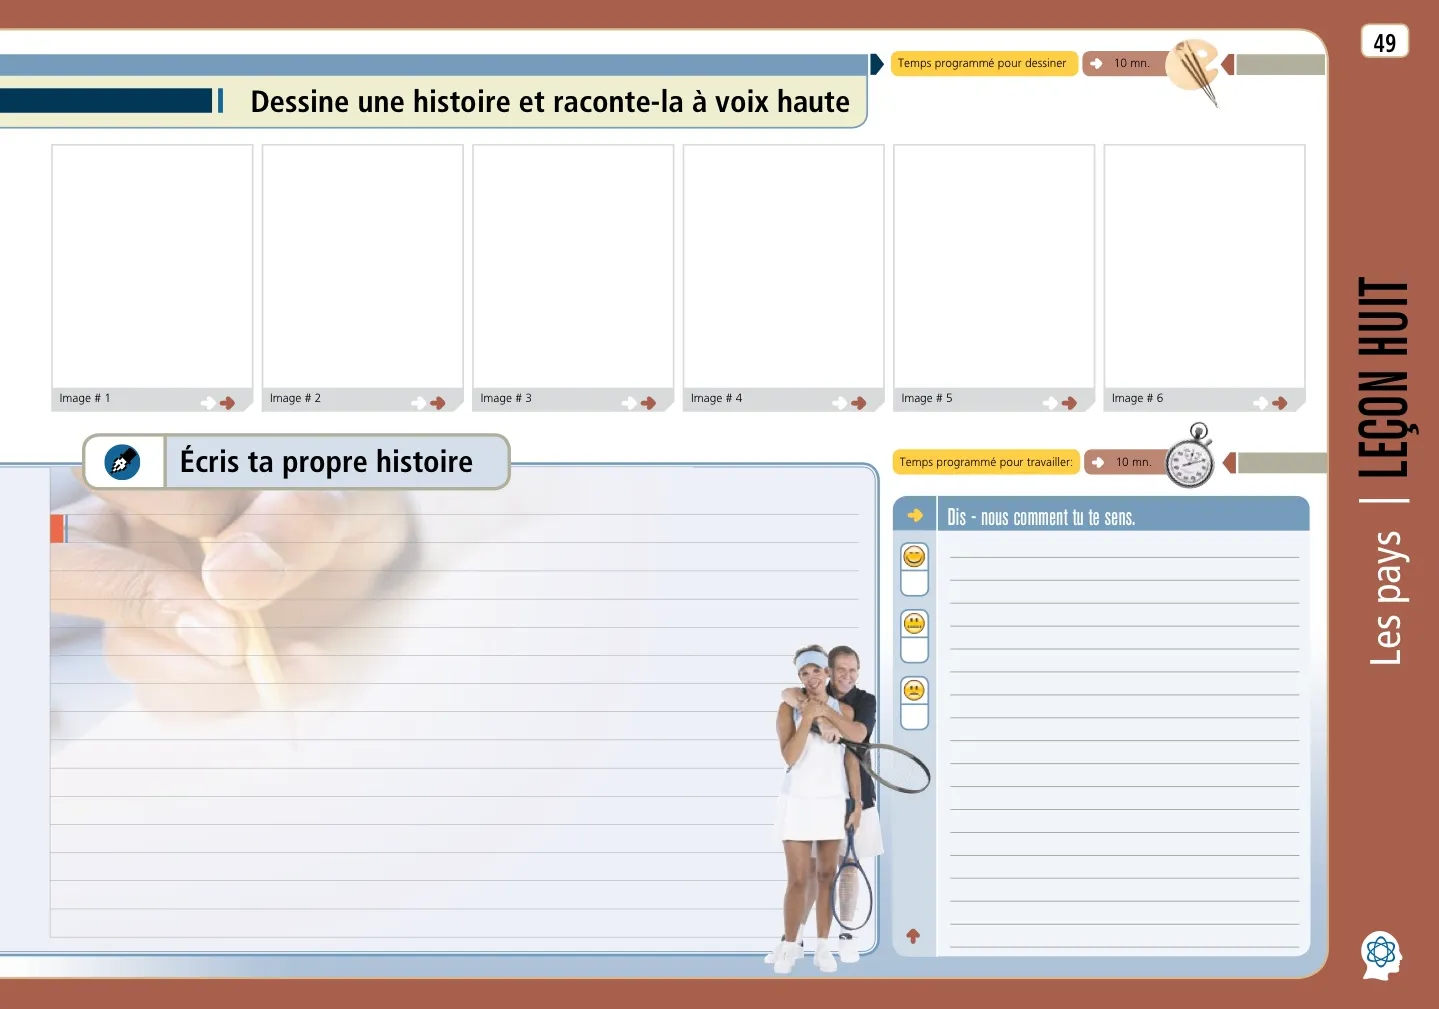 49
Temps programmé pour dessiner
10 mn.
Dessine une histoire et raconte-la à voix haute
Image # 1
Image # 2
Image # 3
Image # 4
Image # 5
Image # 6
Écris ta propre histoire
Temps programmé pour travailler:
10 mn.
Dis - nous comment tu te sens.
Les pays | LEÇON HUIT